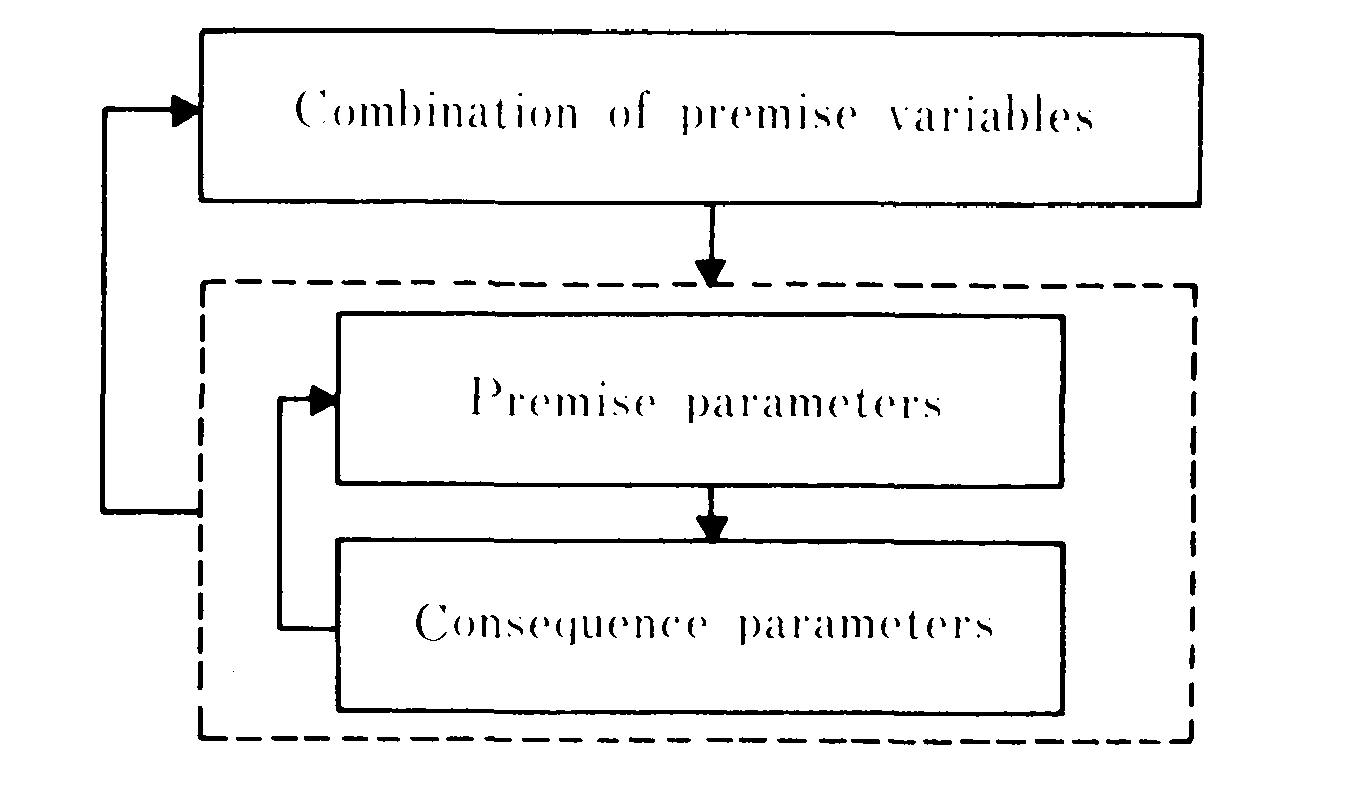 Combination of premise variables
Premise parameters
Consequence parameters